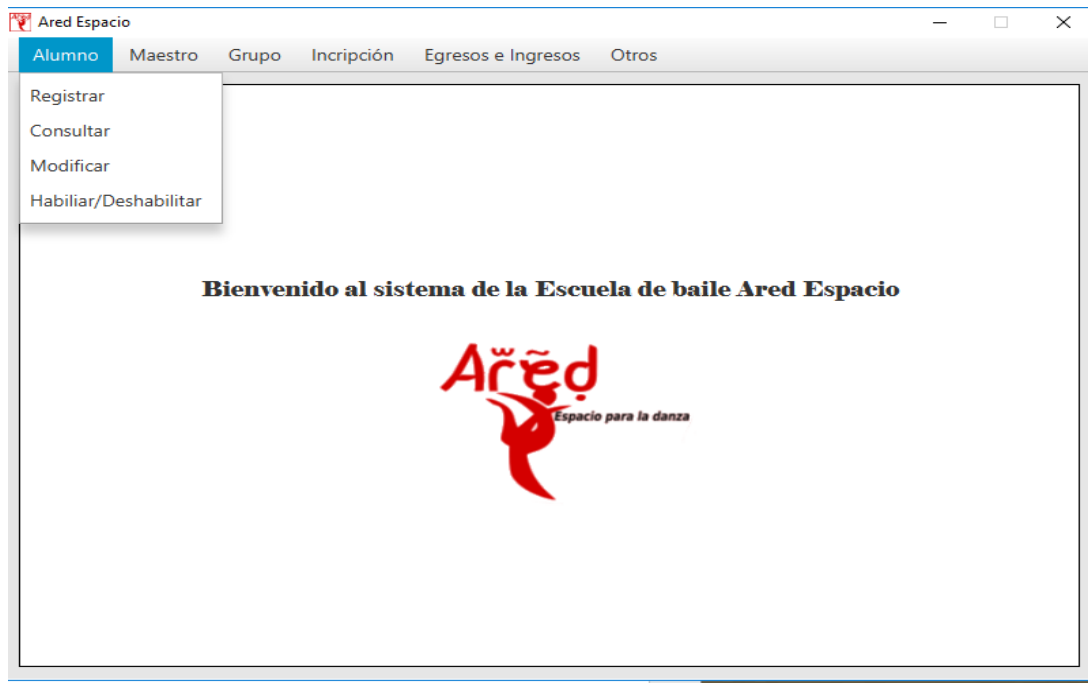 Ared Espacio
Alumno Maestro Grupo Incripción Egresos e Ingresos Otros
Registrar
Consultar
Modificar
Habiliar/Deshabilitar
Bienvenido al sistema de la Escuela de baile Ared Espacio
Ared
Espacio para la danza